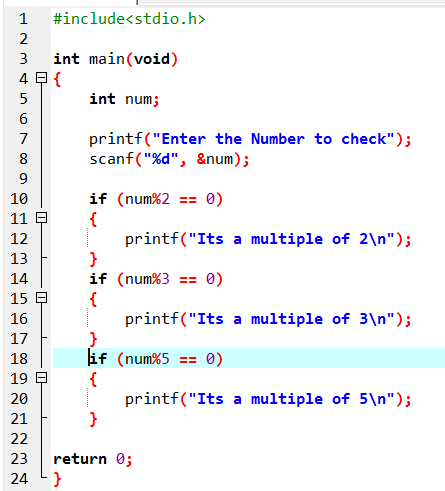 1 #include<stdio.h>
2
3 int main(void)
4 {
5 int num;
6
7 printf("Enter the Number to check");
8 scanf("%d", &num);
9
10 if (num%2 == 0)
11 {
12 printf("Its a multiple of 2\n");
13 }
14 if (num%3 == 0)
15 {
16 printf("Its a multiple of 3\n");
17 }
18 if (num%5 == 0)
19 {
20 printf("Its a multiple of 5\n");
21 }
22
23 return 0;
24 }